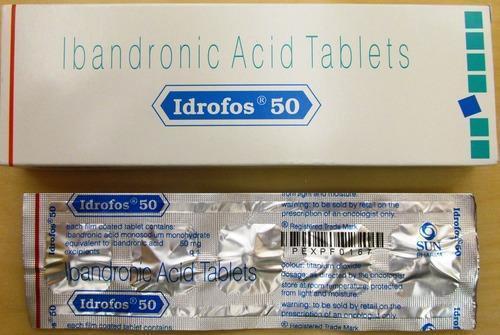 Ibandronic Acid Tablets
Idrofos® 50
Idrofos® 50
each film coated tablet contains:
ibandronic acid monosodium monohydrate
equivalent to ibandronic acid 50 mg
excipients
Ibandronic Acid Tablets
Idrofos® 50
each film coated tablet contains
from light and moisture.
warning: to be sold by retail on the
prescription of an oncologist only.
® Registered Trade Mark
PEXPF0167
colour: titanium dioxide
dosage: as directed by the oncologist
store at room temperature, protected
from light and moisture.
warning: to be sold by retail on the
prescription of an oncologist only.
® Registered Trade Mark
SUN
PHARMA
Idrofos® 50
Idrofos® 50
Idrofos